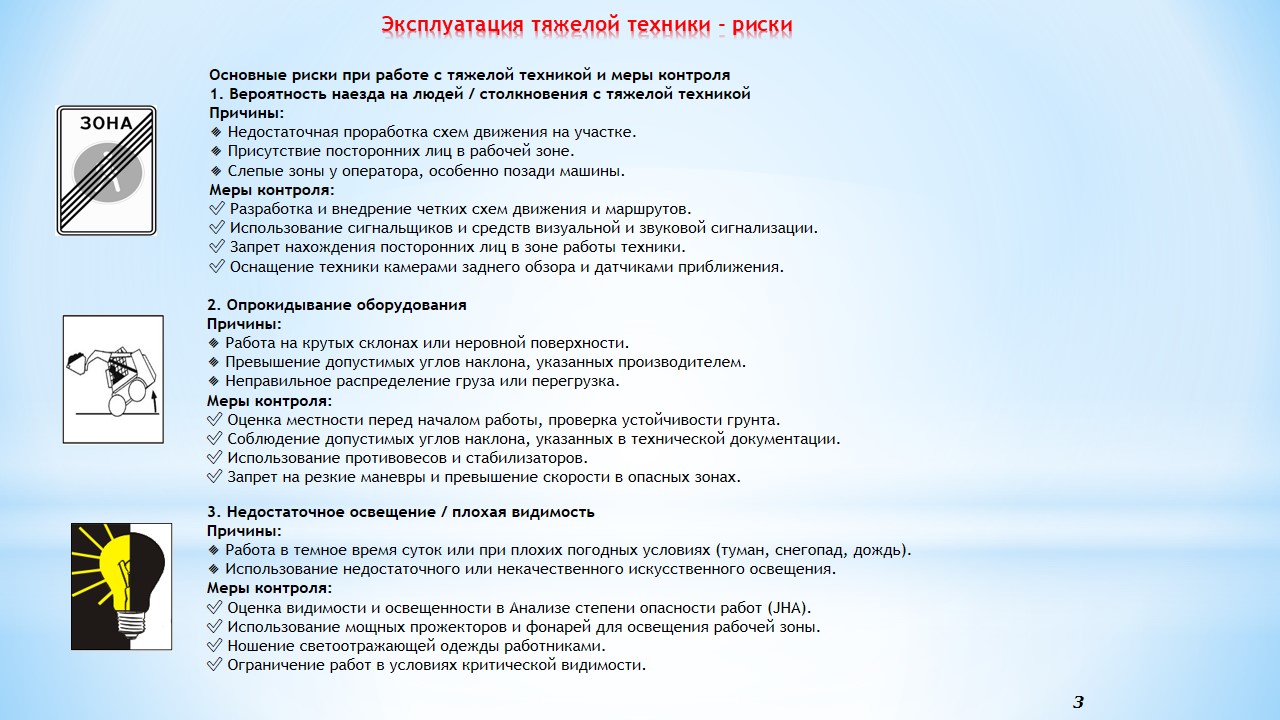 Эксплуатация тяжелой техники - риски
Основные риски при работе с тяжелой техникой и меры контроля
1. Вероятность наезда на людей / столкновения с тяжелой техникой
Причины:
🔹 Недостаточная проработка схем движения на участке.
🔹 Присутствие посторонних лиц в рабочей зоне.
🔹 Слепые зоны у оператора, особенно позади машины.
Меры контроля:
✅ Разработка и внедрение четких схем движения и маршрутов.
✅ Использование сигнальщиков и средств визуальной и звуковой сигнализации.
✅ Запрет нахождения посторонних лиц в зоне работы техники.
✅ Оснащение техники камерами заднего обзора и датчиками приближения.
ЗОНА
2. Опрокидывание оборудования
Причины:
🔹 Работа на крутых склонах или неровной поверхности.
🔹 Превышение допустимых углов наклона, указанных производителем.
🔹 Неправильное распределение груза или перегрузка.
Меры контроля:
✅ Оценка местности перед началом работы, проверка устойчивости грунта.
✅ Соблюдение допустимых углов наклона, указанных в технической документации.
✅ Использование противовесов и стабилизаторов.
✅ Запрет на резкие маневры и превышение скорости в опасных зонах.
3. Недостаточное освещение / плохая видимость
Причины:
🔹 Работа в темное время суток или при плохих погодных условиях (туман, снегопад, дождь).
🔹 Использование недостаточного или некачественного искусственного освещения.
Меры контроля:
✅ Оценка видимости и освещенности в Анализе степени опасности работ (JHA).
✅ Использование мощных прожекторов и фонарей для освещения рабочей зоны.
✅ Ношение светоотражающей одежды работниками.
✅ Ограничение работ в условиях критической видимости.
3